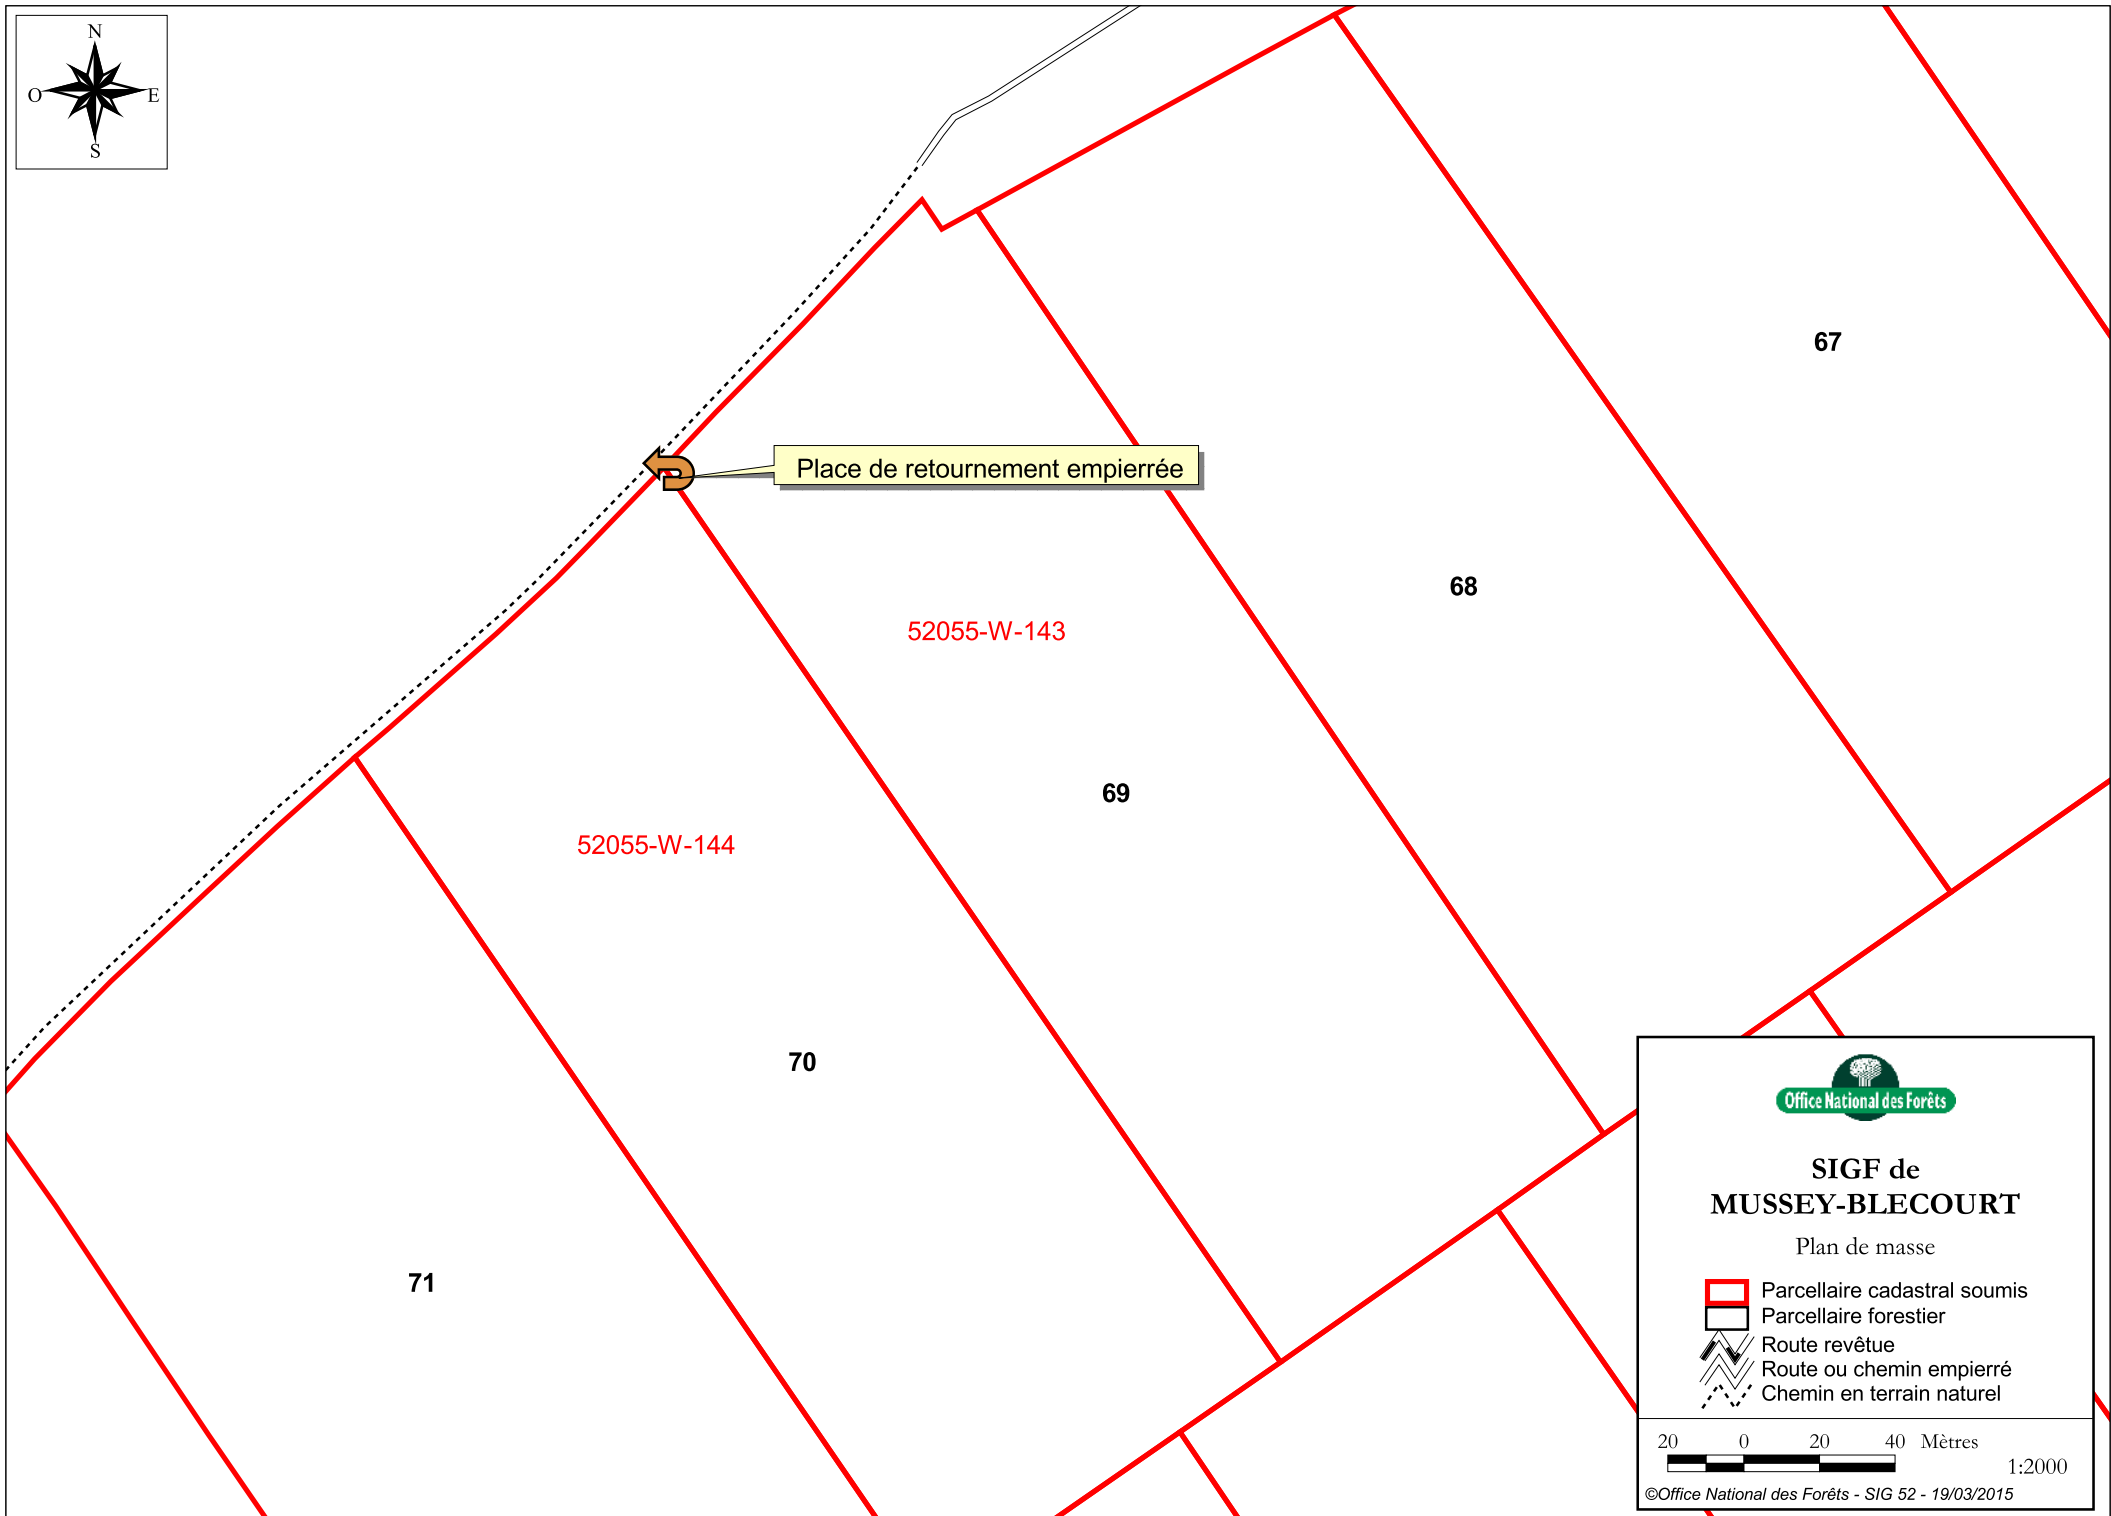 N
O
E
S
67
Place de retournement empierrée
68
52055-W-143
69
52055-W-144
70
71
Office National des Forêts
SIGF de
MUSSEY-BLECOURT
Plan de masse
Parcellaire cadastral soumis
Parcellaire forestier
Route revêtue
Route ou chemin empierré
Chemin en terrain naturel
20 0 20 40 Mètres
1:2000
©Office National des Forêts - SIG 52 - 19/03/2015